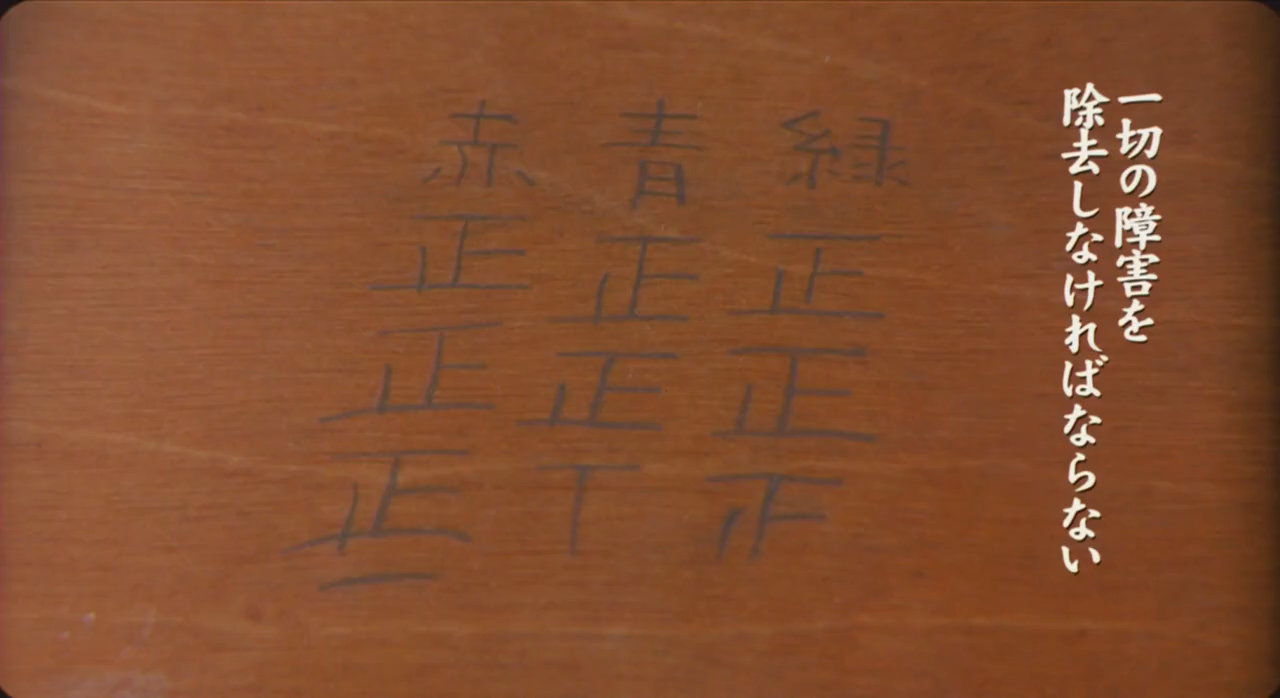 一切の障害を
除去しなければならない
赤 青 緑
正 正 正
正 正 正
正 丅 𠄻
一